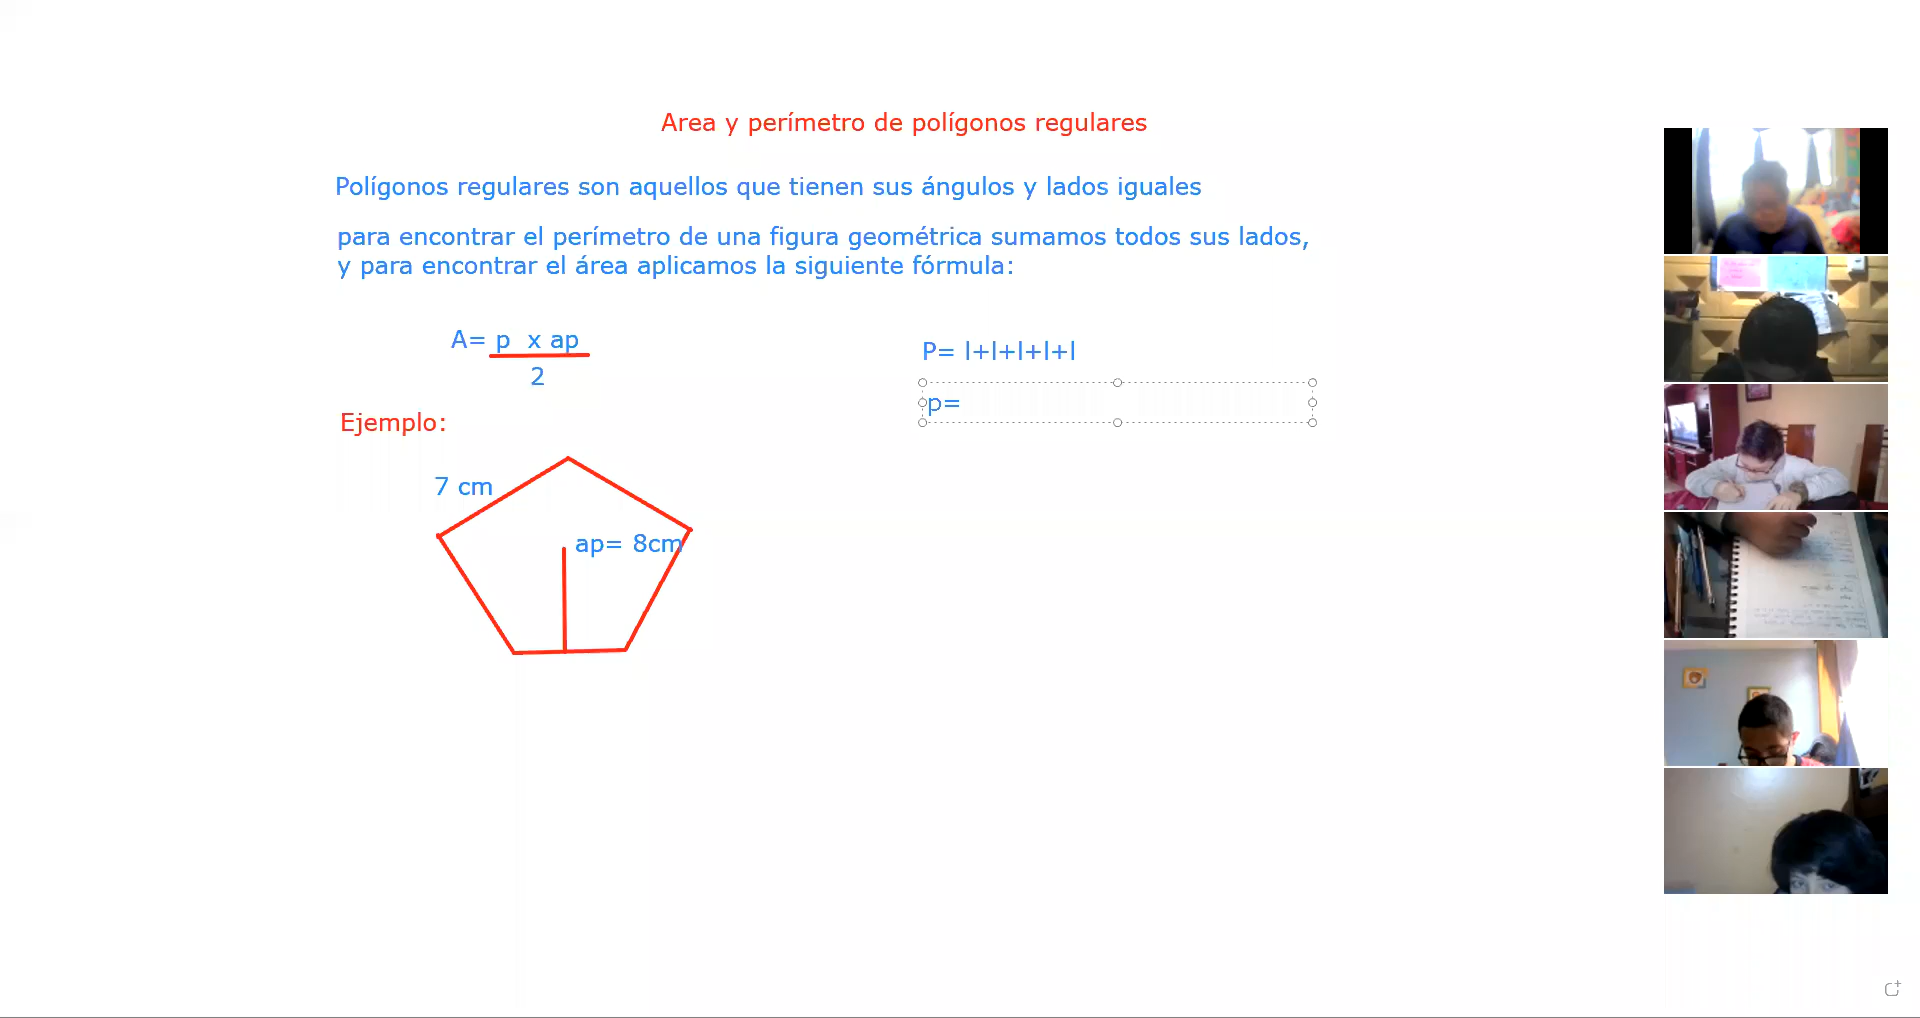 Area y perímetro de polígonos regulares
Polígonos regulares son aquellos que tienen sus ángulos y lados iguales
para encontrar el perímetro de una figura geométrica sumamos todos sus lados,
y para encontrar el área aplicamos la siguiente fórmula:
A= p x ap
2
P= l+l+l+l+l
p=
Ejemplo:
7 cm
ap= 8cm